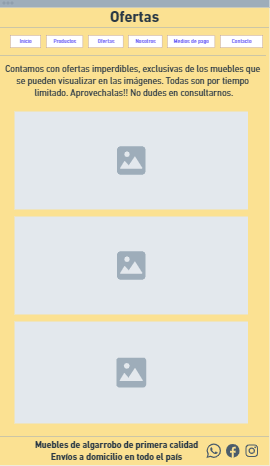 Ofertas
Inicio Productos Ofertas Nosotros Medios de pago Contacto
Contamos con ofertas imperdibles, exclusivas de los muebles que
se pueden visualizar en las imágenes. Todas son por tiempo
limitado. Aprovechalas!! No dudes en consultarnos.
Muebles de algarrobo de primera calidad
Envíos a domicilio en todo el país